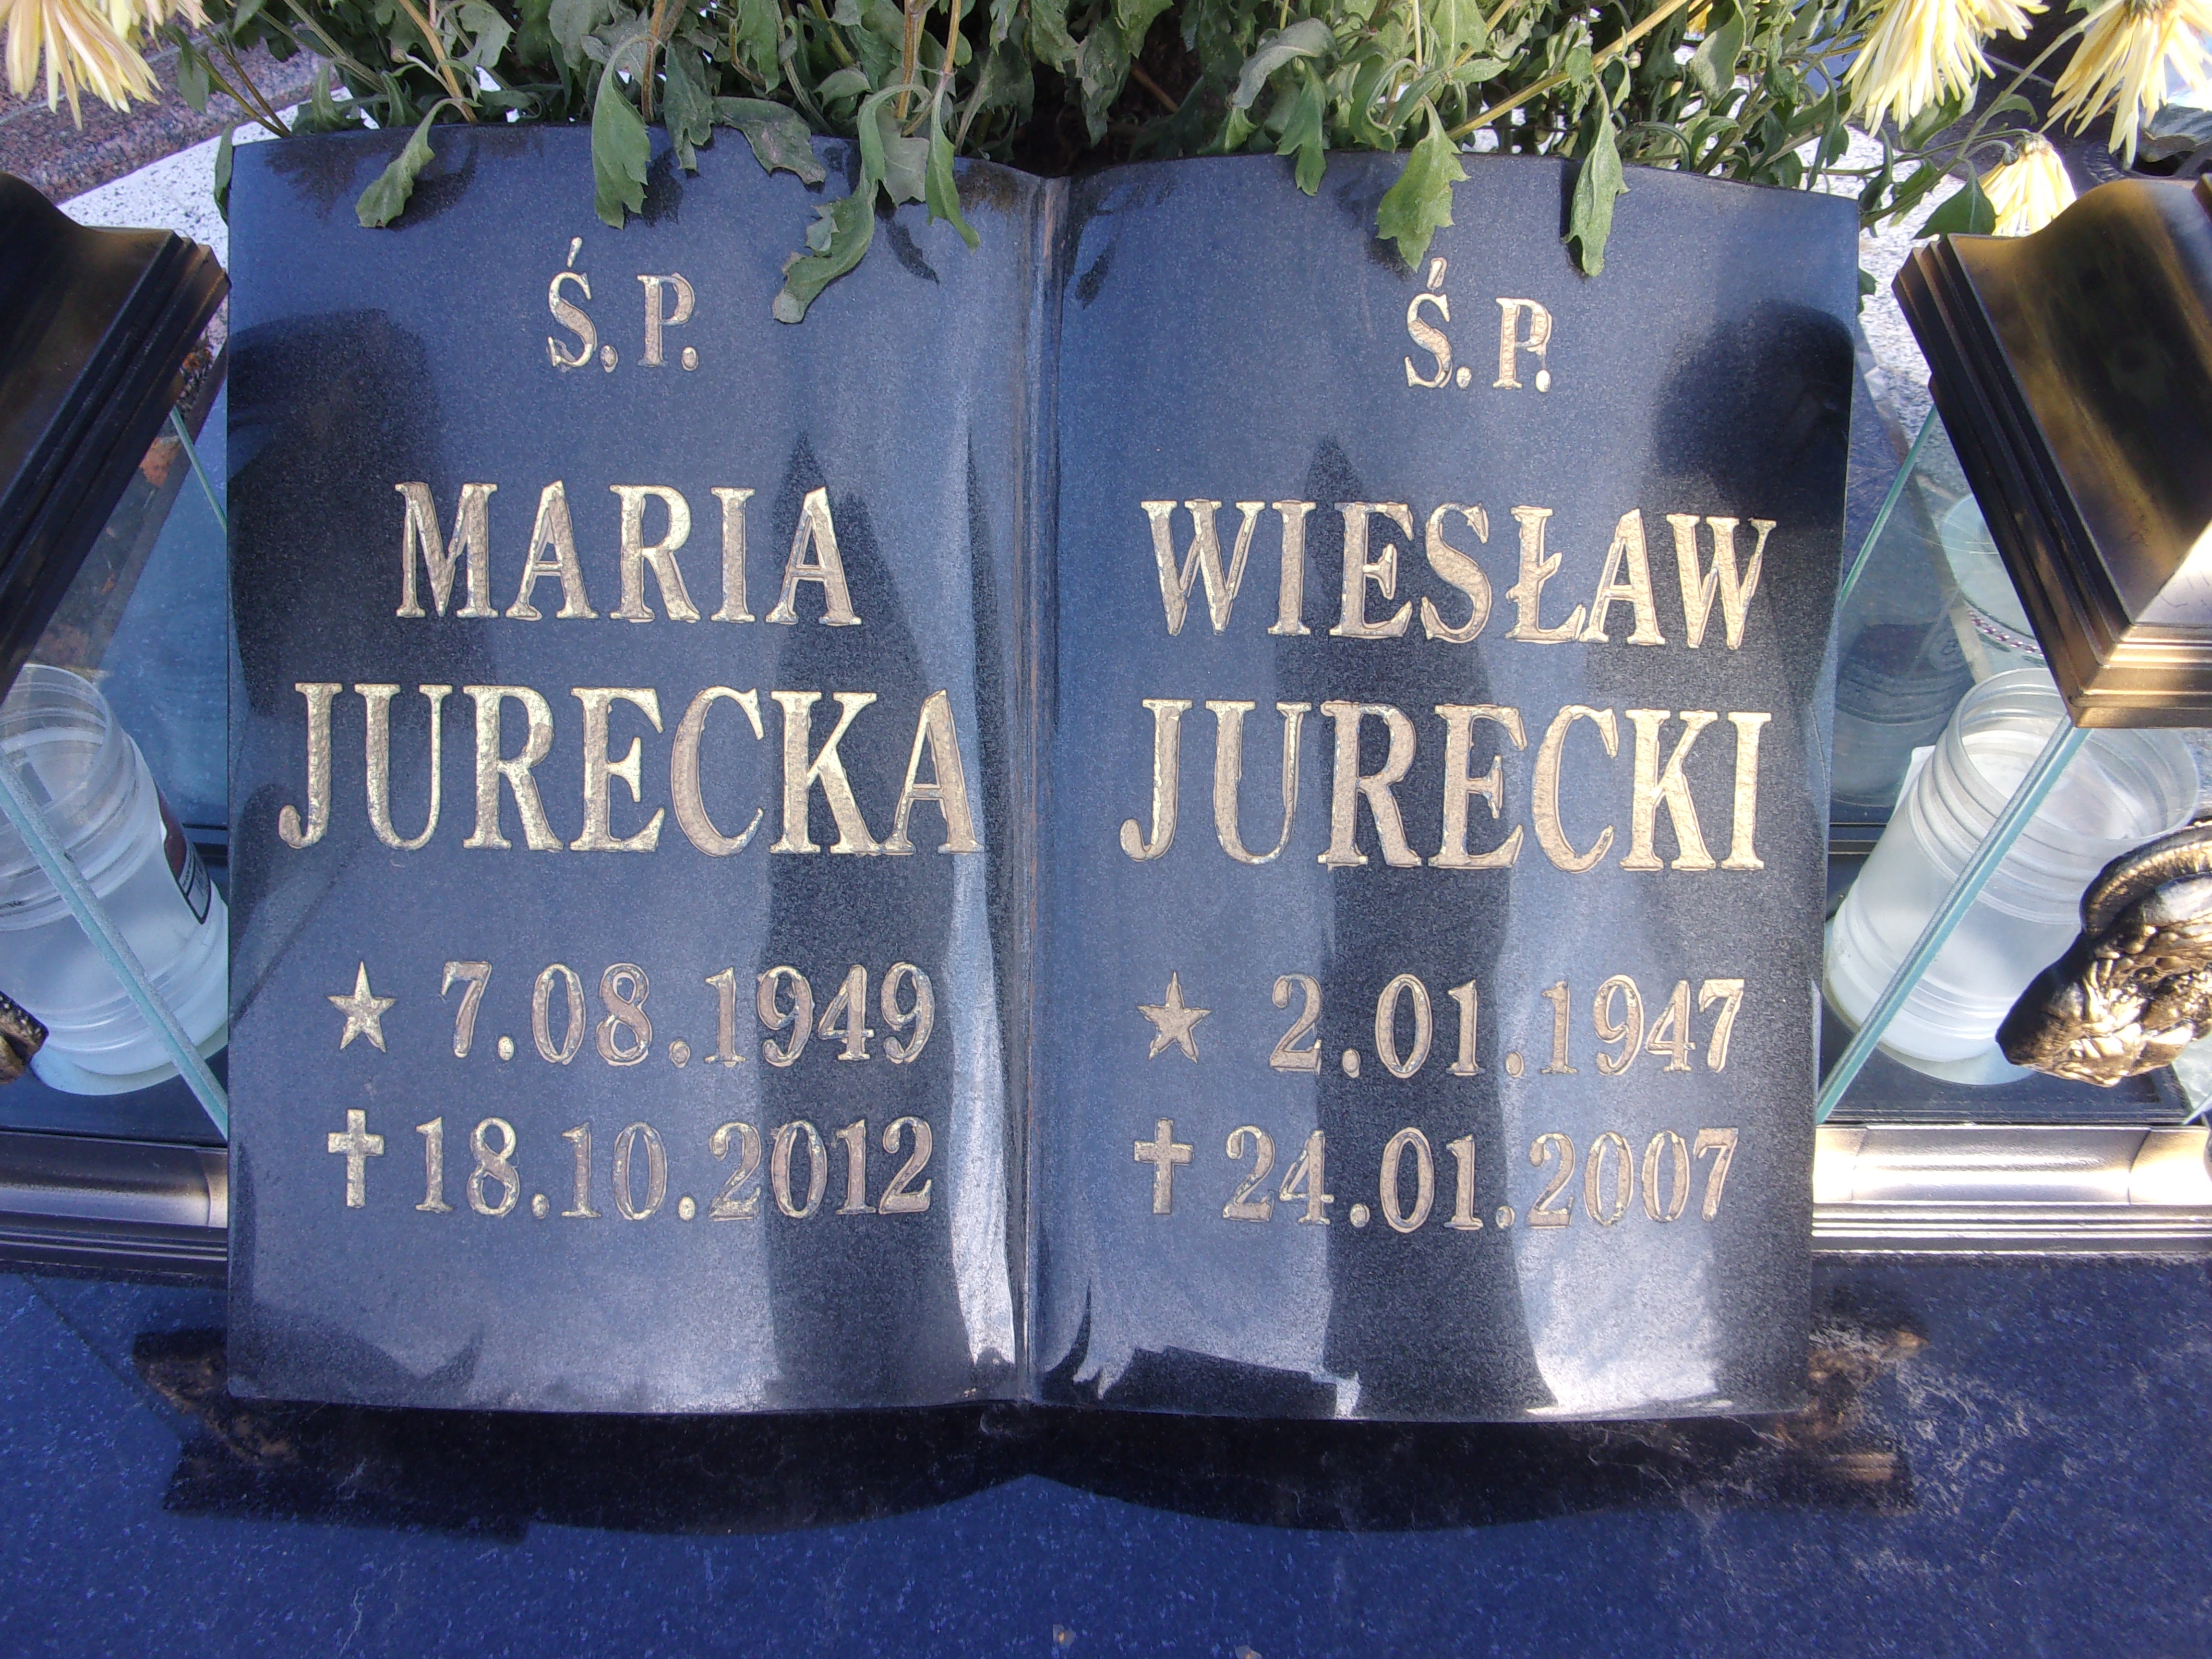 Ś. P.
MARIA
JURECKA
★ 7.08.1949
✝ 18.10.2012
Ś. P.
WIESŁAW
JURECKI
★ 2.01.1947
✝ 24.01.2007